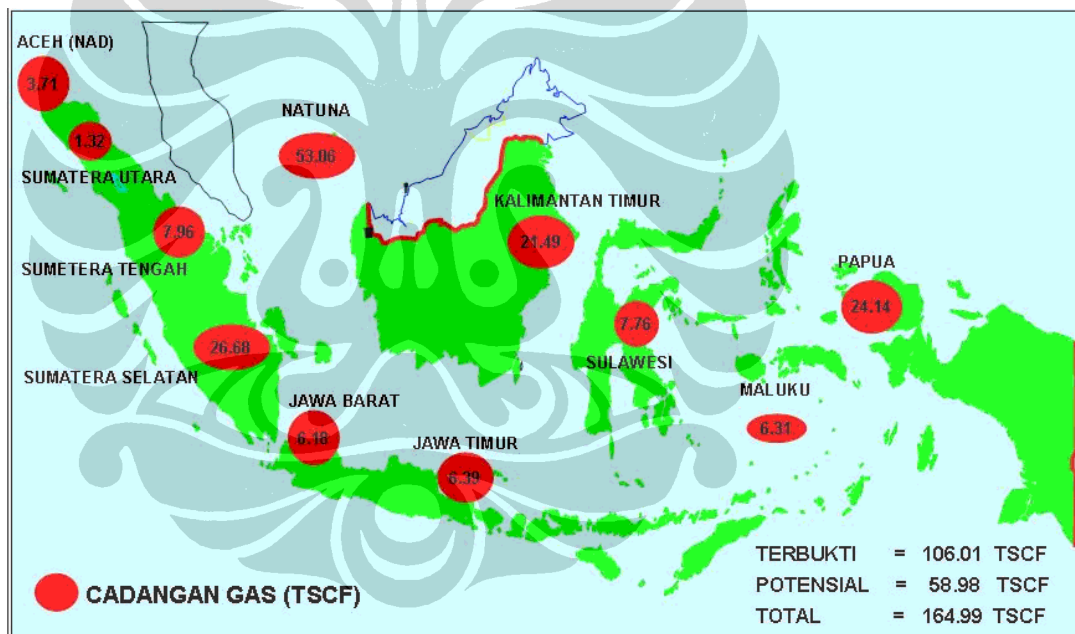 ACEH (NAD)
3.71
NATUNA
53.06
1.32
SUMATERA UTARA
KALIMANTAN TIMUR
21.49
7.96
SUMETERA TENGAH
PAPUA
24.14
7.76
SULAWESI
26.68
SUMATERA SELATAN
MALUKU
6.31
JAWA BARAT
6.18
JAWA TIMUR
6.39
TERBUKTI = 106.01 TSCF
POTENSIAL = 58.98 TSCF
TOTAL = 164.99 TSCF
CADANGAN GAS (TSCF)